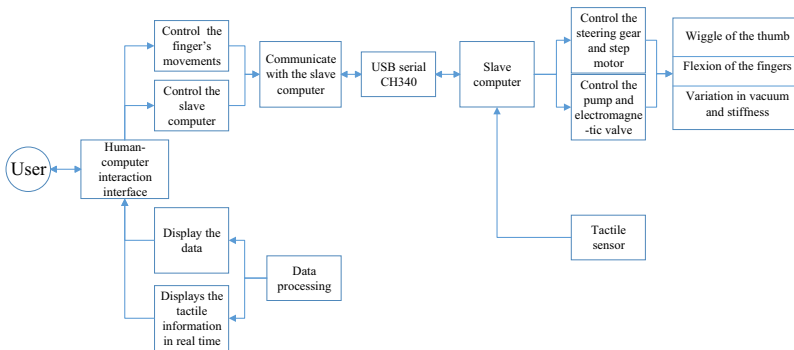 Control the
finger's
movements
Control the
slave
computer
Communicate
with the slave
computer
USB serial
CH340
Slave
computer
Control the
steering gear
and step
motor
Control the
pump and
electromagne
-tic valve
Wiggle of the thumb
Flexion of the fingers
Variation in vacuum
and stiffness
User
Human-
computer
interaction
interface
Display the
data
Displays the
tactile
information
in real time
Data
processing
Tactile
sensor